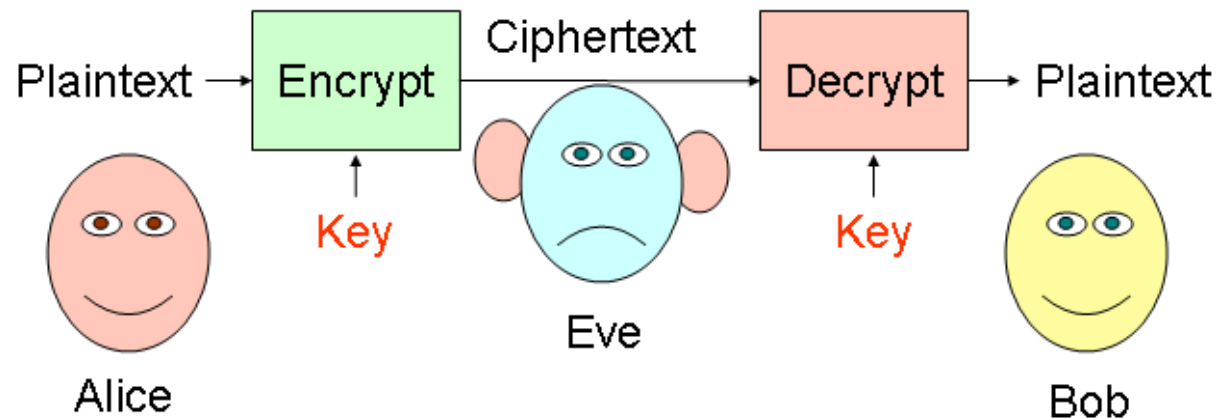 Ciphertext
Plaintext Encrypt Decrypt Plaintext
Key Key
Eve
Alice Bob